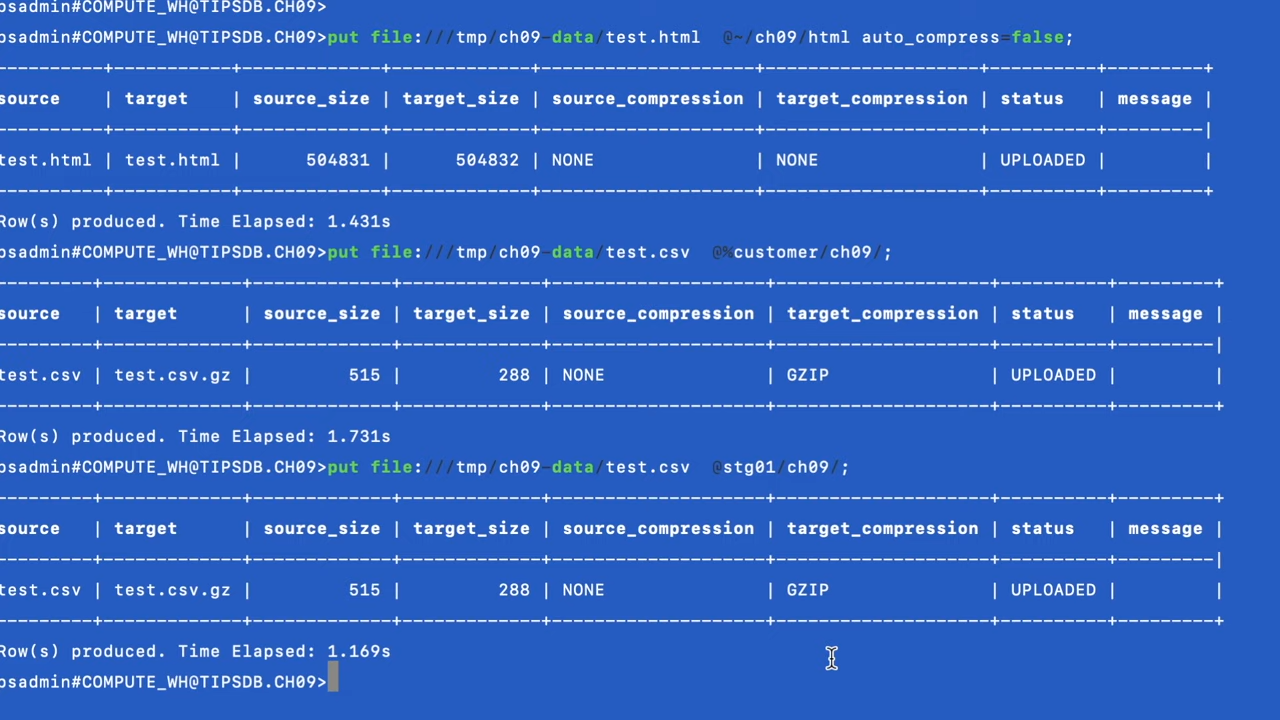 psadmin#COMPUTE_WH@TIPSDB.CH09>
psadmin#COMPUTE_WH@TIPSDB.CH09>put file:///tmp/ch09-data/test.html  @~/ch09/html auto_compress=false;
----------+-----------+-------------+-------------+--------------------+--------------------+----------+---------+
source    | target    | source_size | target_size | source_compression | target_compression | status   | message |
----------+-----------+-------------+-------------+--------------------+--------------------+----------+---------|
test.html | test.html |      504831 |      504832 | NONE               | NONE               | UPLOADED |         |
----------+-----------+-------------+-------------+--------------------+--------------------+----------+---------+
Row(s) produced. Time Elapsed: 1.431s
psadmin#COMPUTE_WH@TIPSDB.CH09>put file:///tmp/ch09-data/test.csv  @%customer/ch09/;
---------+-------------+-------------+-------------+--------------------+--------------------+----------+---------+
source   | target      | source_size | target_size | source_compression | target_compression | status   | message |
---------+-------------+-------------+-------------+--------------------+--------------------+----------+---------|
test.csv | test.csv.gz |         515 |         288 | NONE               | GZIP               | UPLOADED |         |
---------+-------------+-------------+-------------+--------------------+--------------------+----------+---------+
Row(s) produced. Time Elapsed: 1.731s
psadmin#COMPUTE_WH@TIPSDB.CH09>put file:///tmp/ch09-data/test.csv  @stg01/ch09/;
---------+-------------+-------------+-------------+--------------------+--------------------+----------+---------+
source   | target      | source_size | target_size | source_compression | target_compression | status   | message |
---------+-------------+-------------+-------------+--------------------+--------------------+----------+---------|
test.csv | test.csv.gz |         515 |         288 | NONE               | GZIP               | UPLOADED |         |
---------+-------------+-------------+-------------+--------------------+--------------------+----------+---------+
Row(s) produced. Time Elapsed: 1.169s
psadmin#COMPUTE_WH@TIPSDB.CH09>